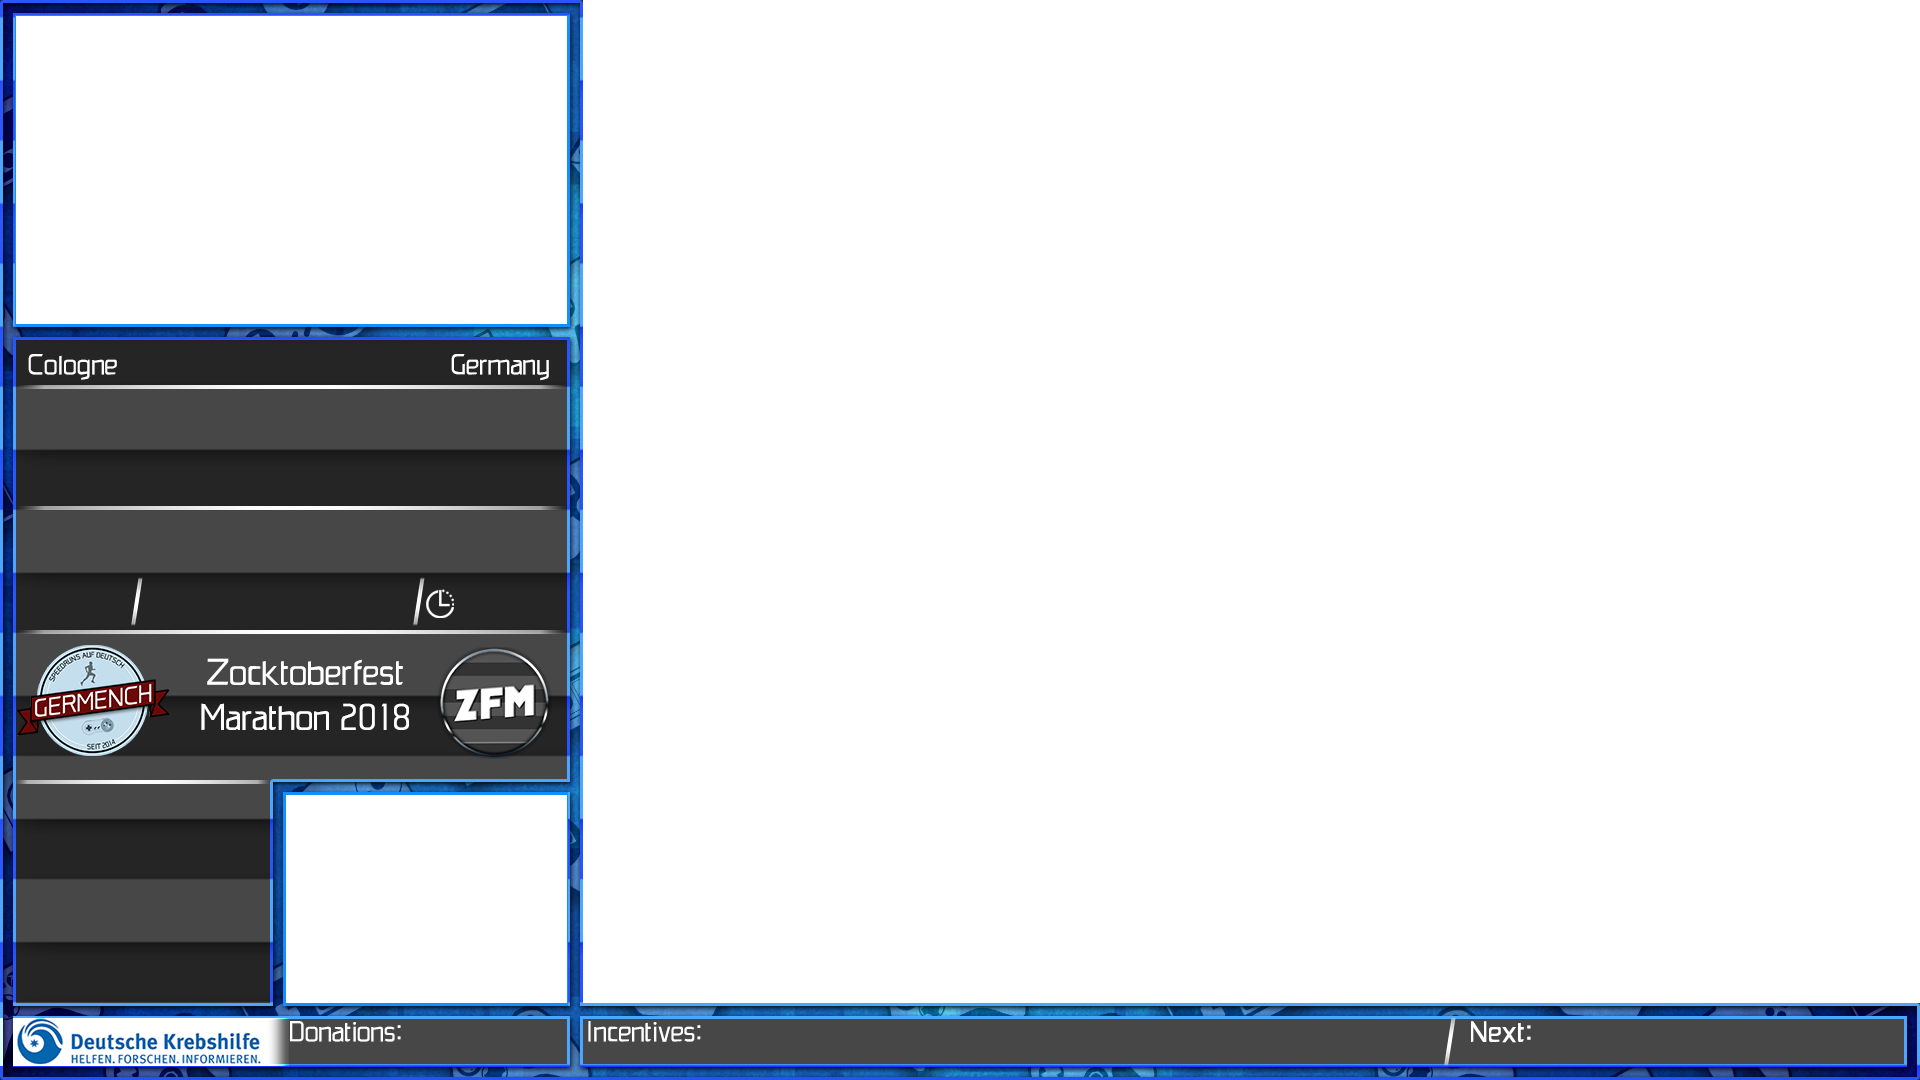 Cologne Germany
SPEEDRUNS AUF DEUTSCH
GERMENCH
SEIT 2014
Zocktoberfest
Marathon 2018
ZFM
Deutsche Krebshilfe
HELFEN. FORSCHEN. INFORMIEREN.
Donations:
Incentives:
Next: